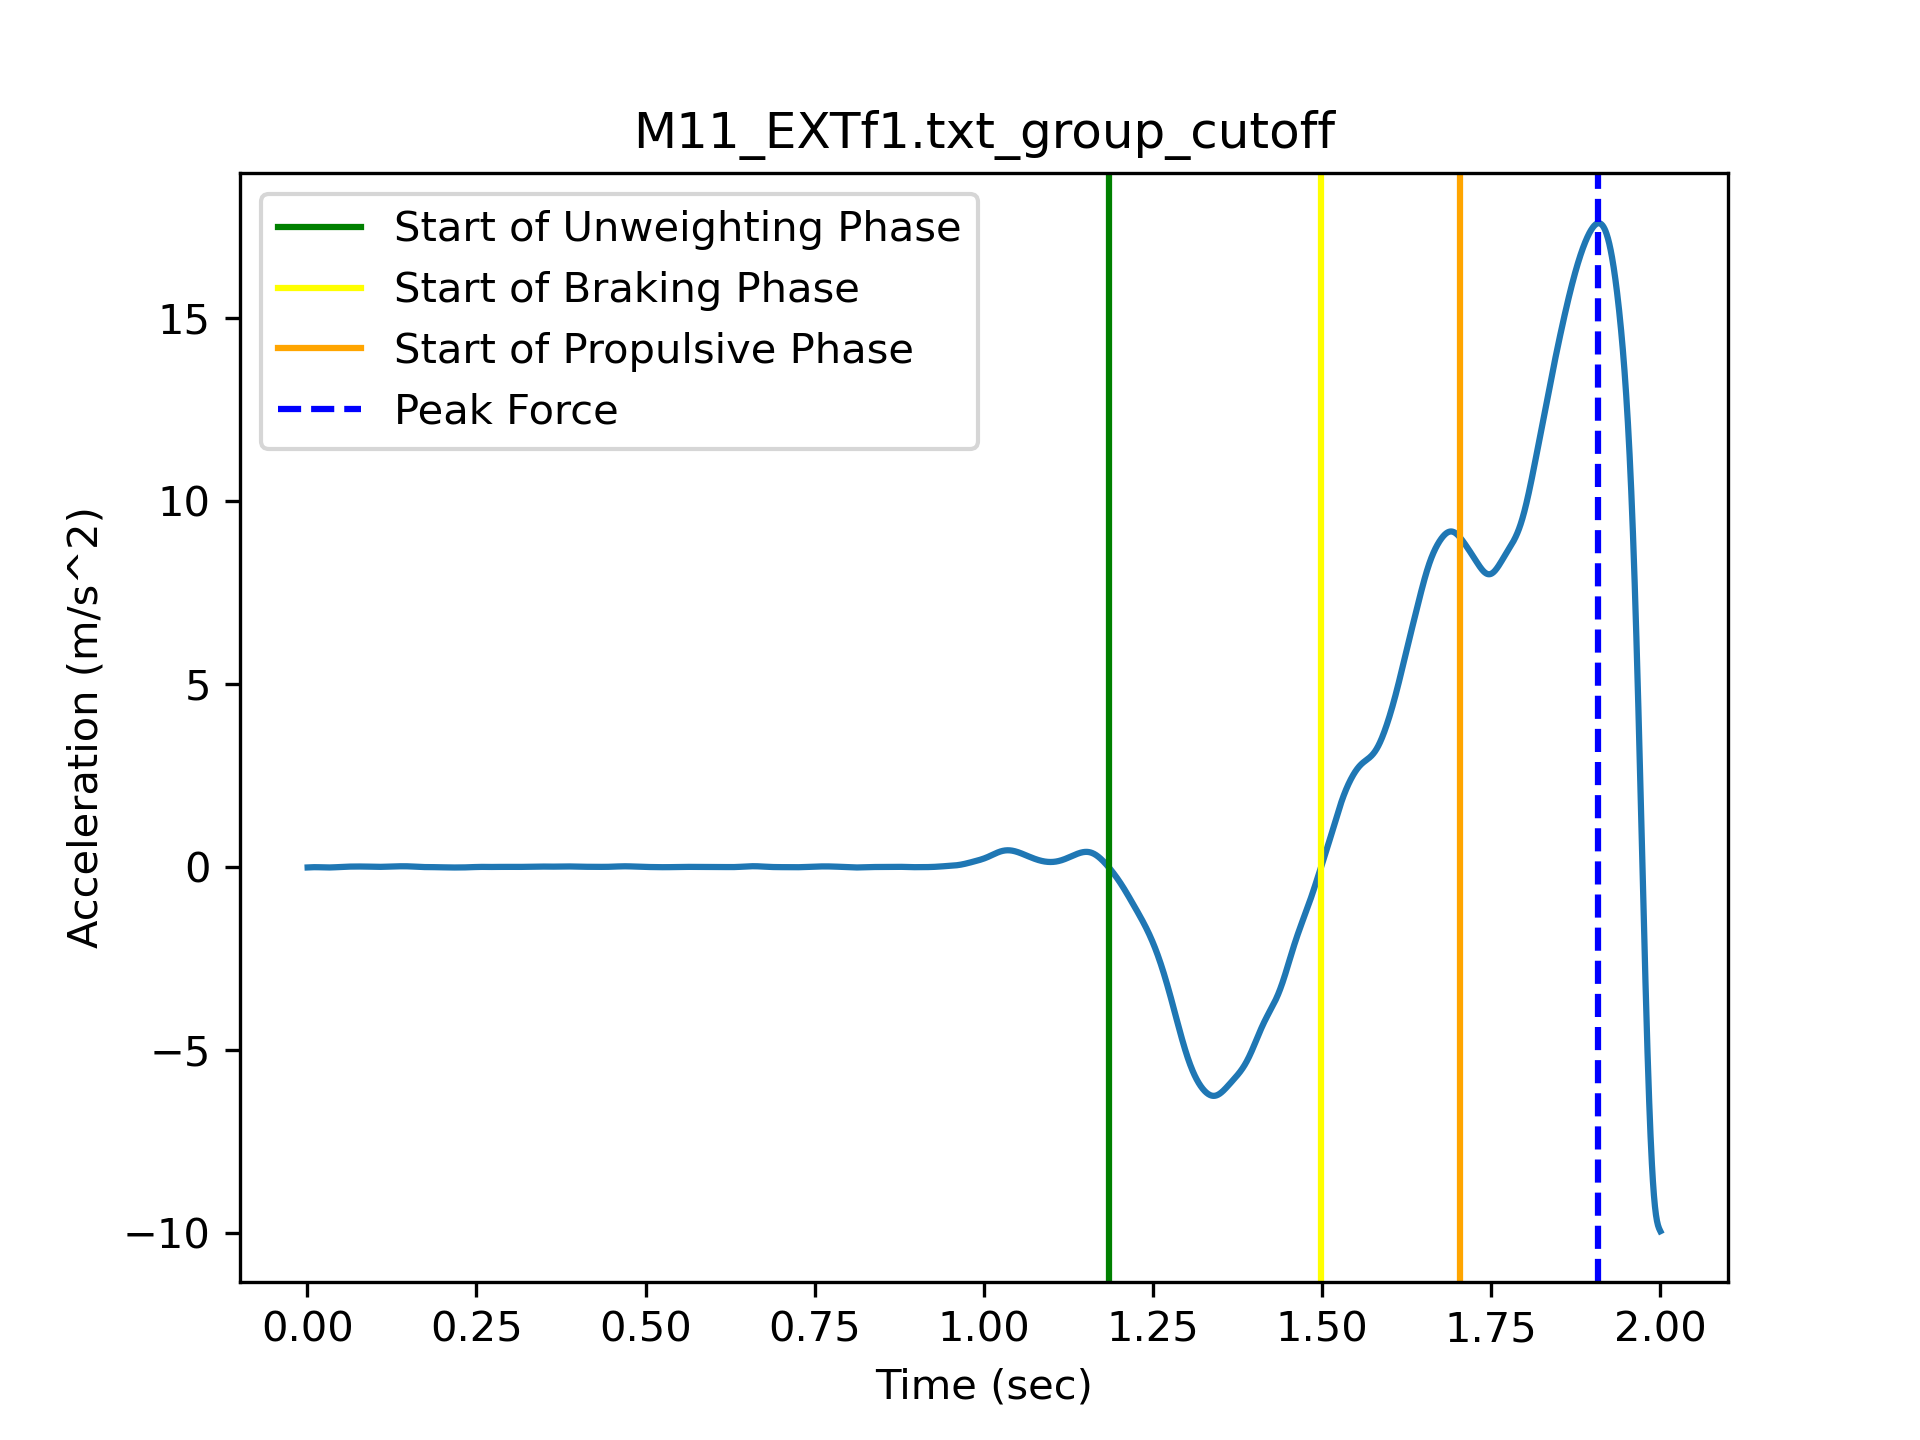 M11_EXTf1.txt_group_cutoff
Start of Unweighting Phase
Start of Braking Phase
Start of Propulsive Phase
Peak Force
Acceleration (m/s^2)
15
10
5
0
−5
−10
0.00 0.25 0.50 0.75 1.00 1.25 1.50 1.75 2.00
Time (sec)